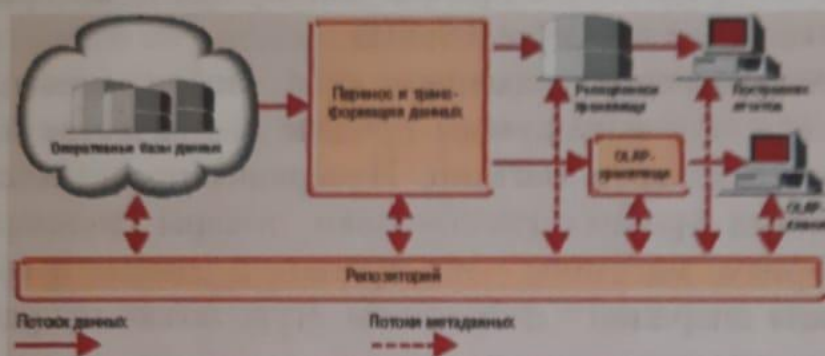 Оперативные базы данных
Перенос и транс-
формация данных
Реляционное
хранилище
Построение
отчетов
OLAP-
хранилище
OLAP-
Репозиторий
Потоки данных
Потоки метаданных